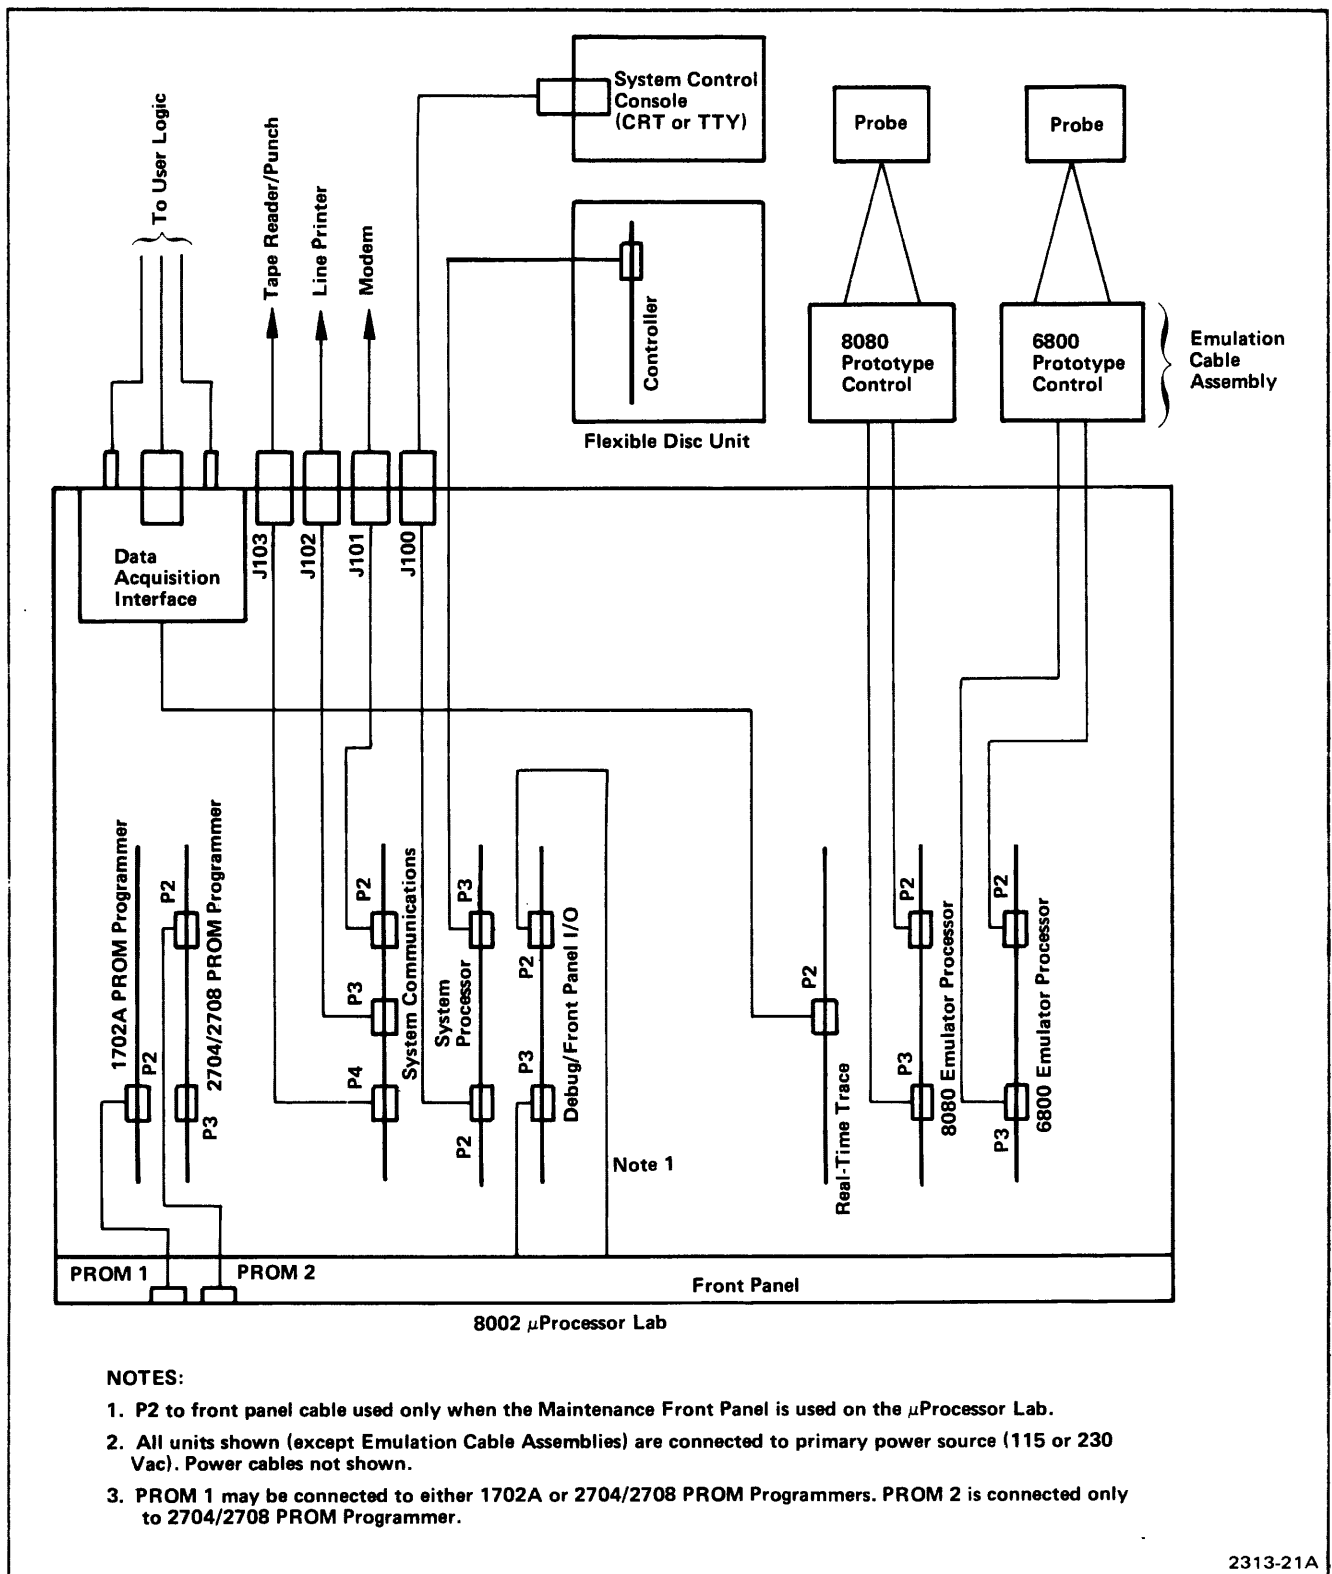 System Control
Console
(CRT or TTY)
Probe
Probe
To User Logic
Tape Reader/Punch
Line Printer
Modem
Controller
Flexible Disc Unit
8080
Prototype
Control
6800
Prototype
Control
Emulation
Cable
Assembly
Data
Acquisition
Interface
J103
J102
J101
J100
1702A PROM Programmer
P2
P2
2704/2708 PROM Programmer
P3
P2
P3
P4
System Communications
P3
System
Processor
P2
P2
P3
Debug/Front Panel I/O
Note 1
P2
Real-Time Trace
P2
P3
8080 Emulator Processor
P2
P3
6800 Emulator Processor
PROM 1
PROM 2
Front Panel
8002 μProcessor Lab
NOTES:
1. P2 to front panel cable used only when the Maintenance Front Panel is used on the μProcessor Lab.
2. All units shown (except Emulation Cable Assemblies) are connected to primary power source (115 or 230
Vac). Power cables not shown.
3. PROM 1 may be connected to either 1702A or 2704/2708 PROM Programmers. PROM 2 is connected only
to 2704/2708 PROM Programmer.
2313-21A